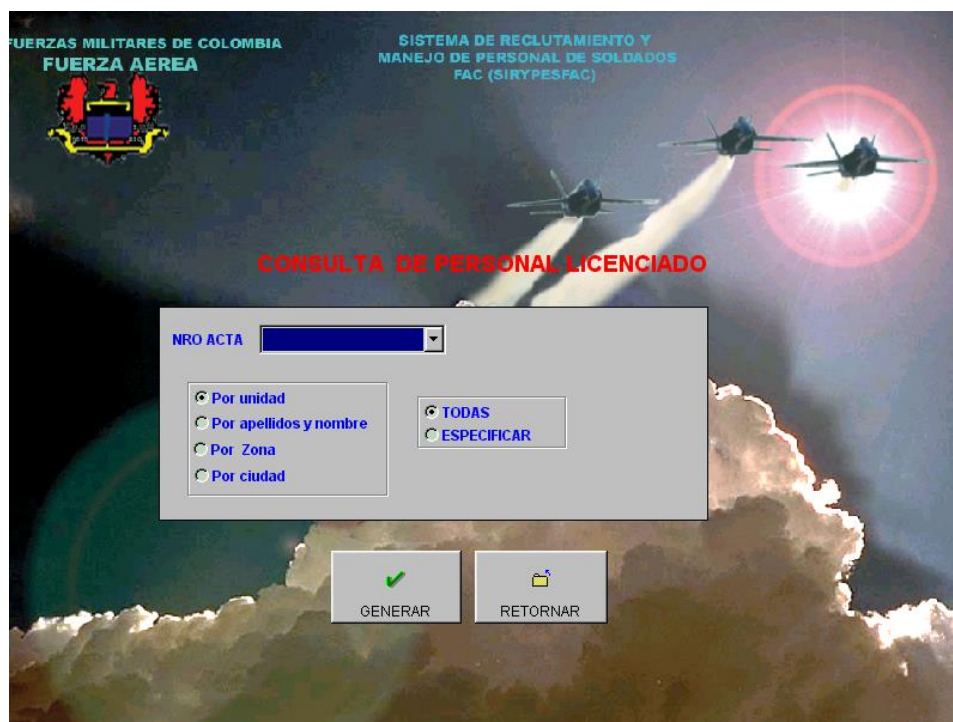 FUERZAS MILITARES DE COLOMBIA
FUERZA AEREA
SISTEMA DE RECLUTAMIENTO Y
MANEJO DE PERSONAL DE SOLDADOS
FAC (SIRYPESFAC)
CONSULTA DE PERSONAL LICENCIADO
NRO ACTA
Por unidad
Por apellidos y nombre
Por Zona
Por ciudad
TODAS
ESPECIFICAR
GENERAR
RETORNAR